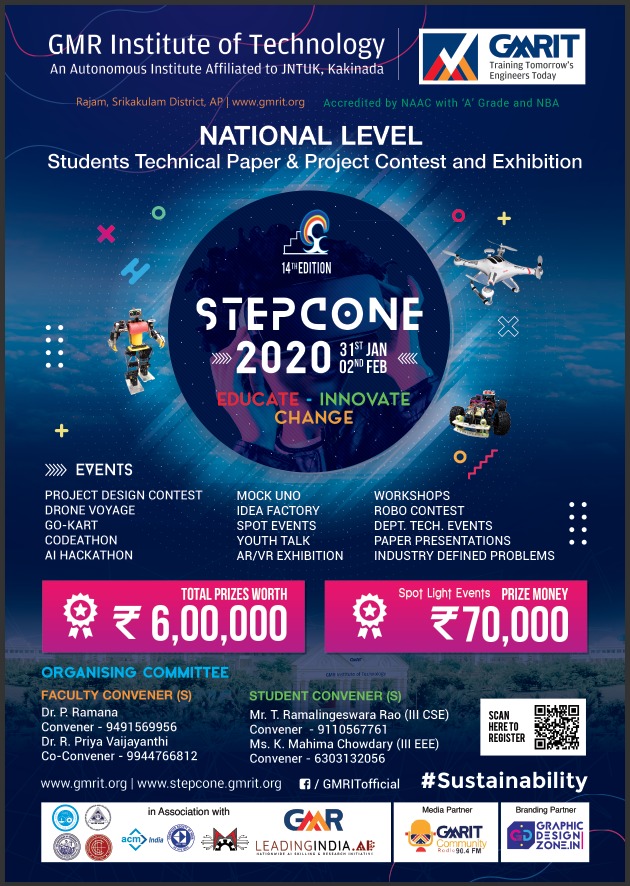 GMR Institute of Technology
An Autonomous Institute Affiliated to JNTUK, Kakinada
GMRIT
Training Tomorrow's
Engineers Today
Rajam, Srikakulam District, AP | www.gmrit.org
Accredited by NAAC with 'A' Grade and NBA
NATIONAL LEVEL
Students Technical Paper & Project Contest and Exhibition
14TH EDITION
STEPCONE
2020 31ST JAN
02ND FEB
EDUCATE - INNOVATE
CHANGE
EVENTS
PROJECT DESIGN CONTEST
DRONE VOYAGE
GO-KART
CODEATHON
AI HACKATHON
MOCK UNO
IDEA FACTORY
SPOT EVENTS
YOUTH TALK
AR/VR EXHIBITION
WORKSHOPS
ROBO CONTEST
DEPT. TECH. EVENTS
PAPER PRESENTATIONS
INDUSTRY DEFINED PROBLEMS
TOTAL PRIZES WORTH
₹ 6,00,000
Spot Light Events PRIZE MONEY
₹70,000
ORGANISING COMMITTEE
FACULTY CONVENER (S)
Dr. P. Ramana
Convener - 9491569956
Dr. R. Priya Vaijayanthi
Co-Convener - 9944766812
STUDENT CONVENER (S)
Mr. T. Ramalingeswara Rao (III CSE)
Convener - 9110567761
Ms. K. Mahima Chowdary (III EEE)
Convener - 6303132056
SCAN
HERE TO
REGISTER
www.gmrit.org | www.stepcone.gmrit.org
/ GMRITofficial
#Sustainability
in Association with
acm India
GMR
LEADINGINDIA.AI
NATIONWIDE AI SKILLING & RESEARCH INITIATIVE
Media Partner
GMRIT
Community
Radio 90.4 FM
Branding Partner
GRAPHIC
DESIGN
ZONE.IN